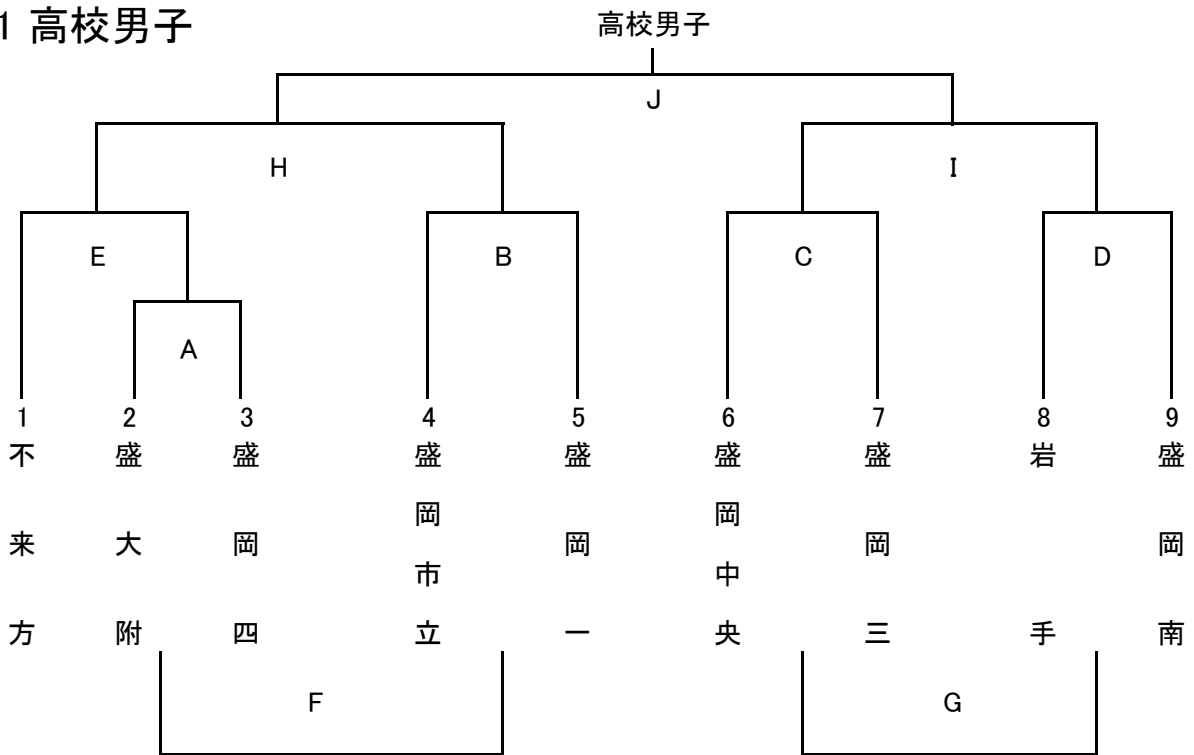 1 高校男子
高校男子
J
H I
E B C D
A
1 2 3 4 5 6 7 8 9
不来方
盛大附
盛岡四
盛岡市立
盛岡一
盛岡中央
盛岡三
岩手
盛岡南
F G